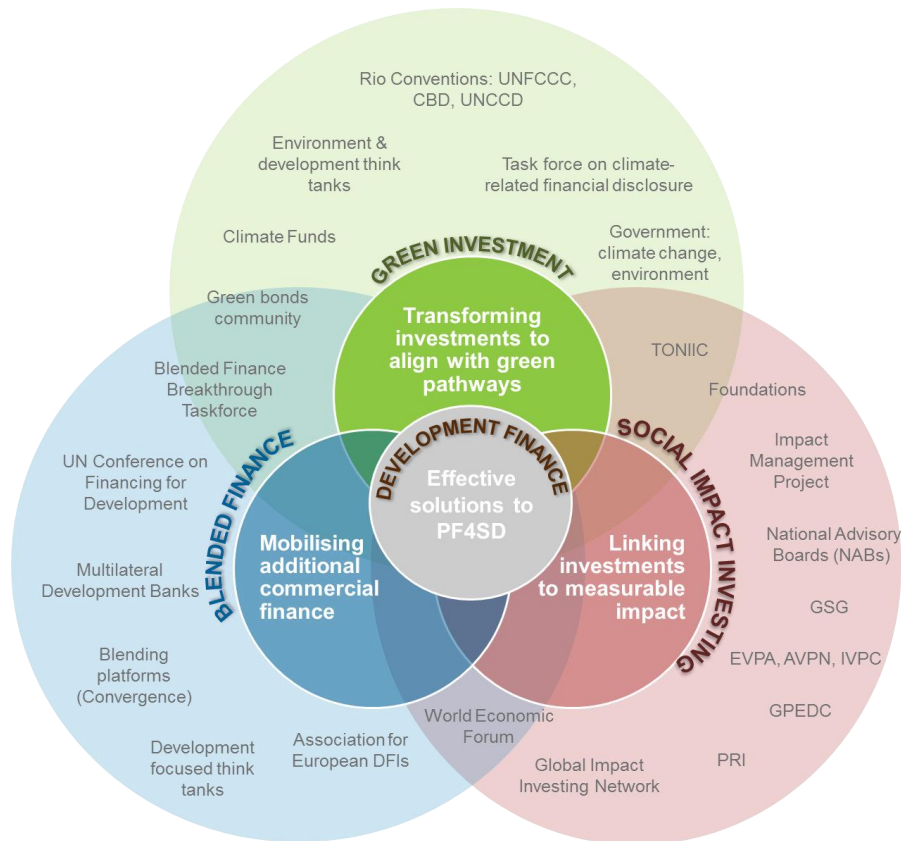 Rio Conventions: UNFCCC,
CBD, UNCCD
Environment &
development think
tanks
Task force on climate-
related financial disclosure
Climate Funds
Government:
climate change,
environment
GREEN INVESTMENT
Green bonds
community
Transforming
investments to
align with green
pathways
TONIIC
Blended Finance
Breakthrough
Taskforce
Foundations
DEVELOPMENT FINANCE
Effective
solutions to
PF4SD
BLENDED FINANCE
SOCIAL IMPACT INVESTING
UN Conference on
Financing for
Development
Impact
Management
Project
Mobilising
additional
commercial
finance
Linking
investments
to measurable
impact
National Advisory
Boards (NABs)
Multilateral
Development Banks
GSG
Blending
platforms
(Convergence)
EVPA, AVPN, IVPC
GPEDC
Development
focused think
tanks
Association for
European DFIs
World Economic
Forum
Global Impact
Investing Network
PRI